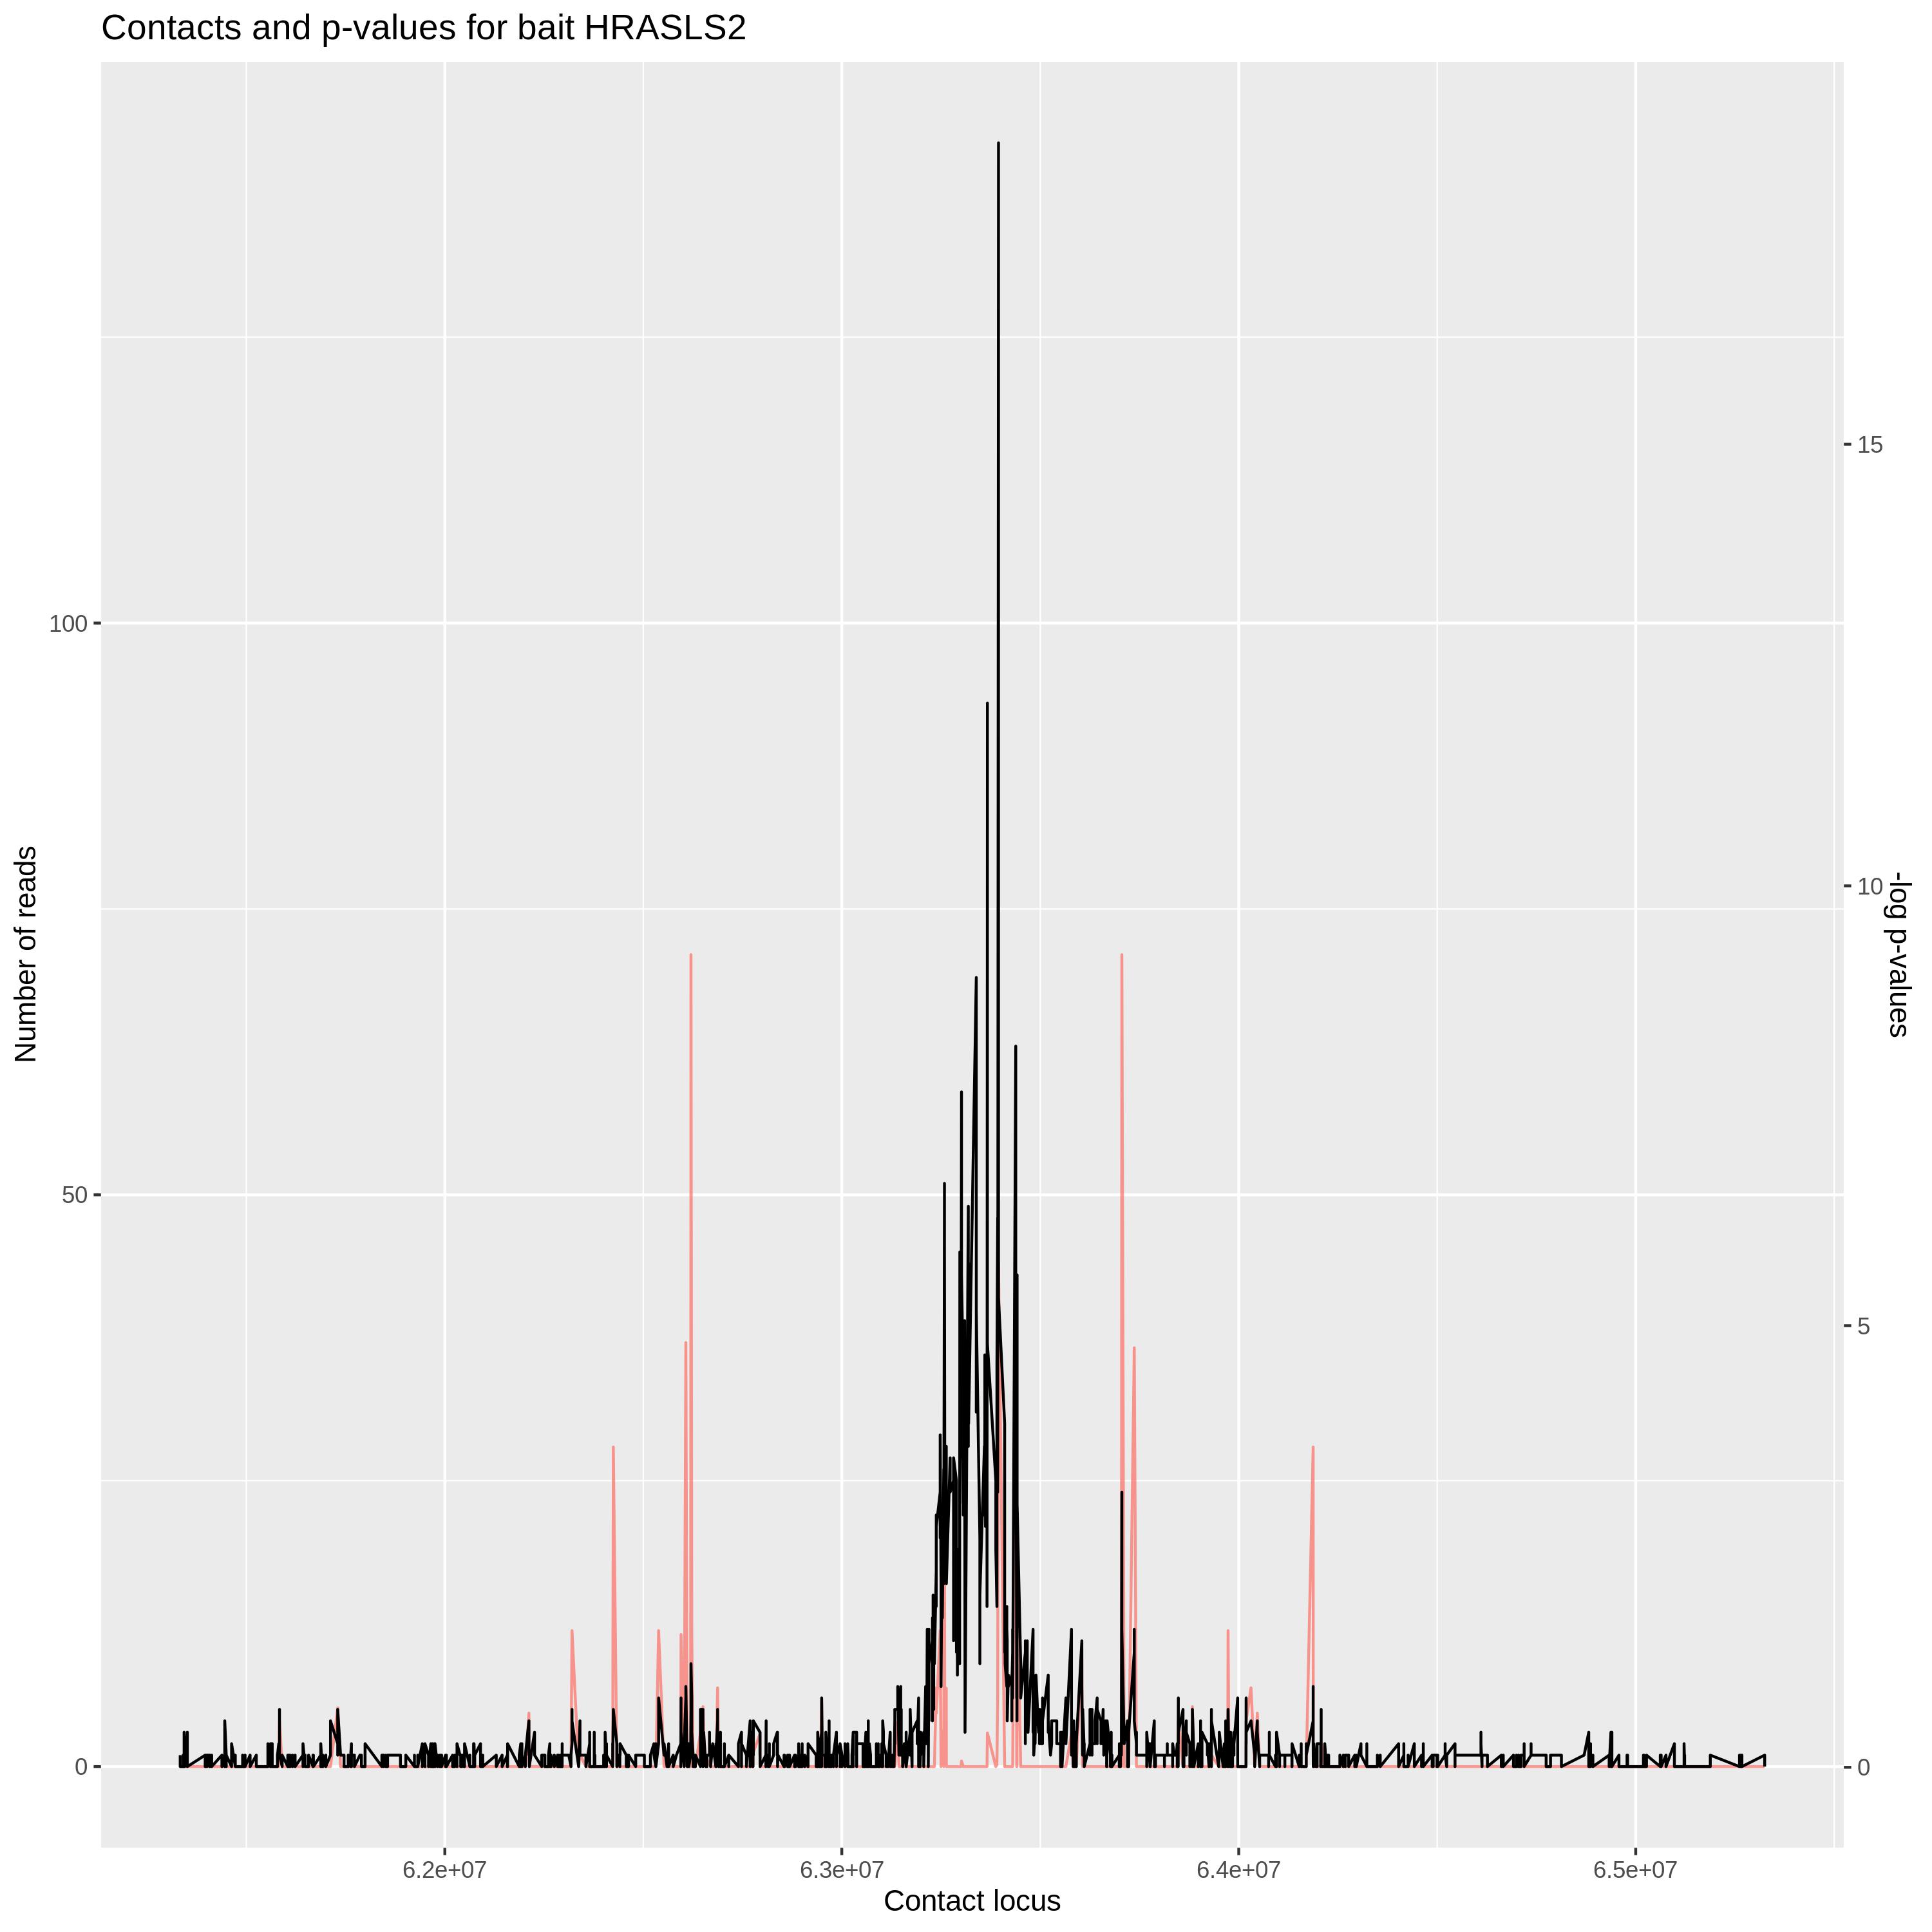 Contacts and p-values for bait HRASLS2
Number of reads
100
50
0
15
10
5
0
-log p-values
6.2e+07
6.3e+07
6.4e+07
6.5e+07
Contact locus